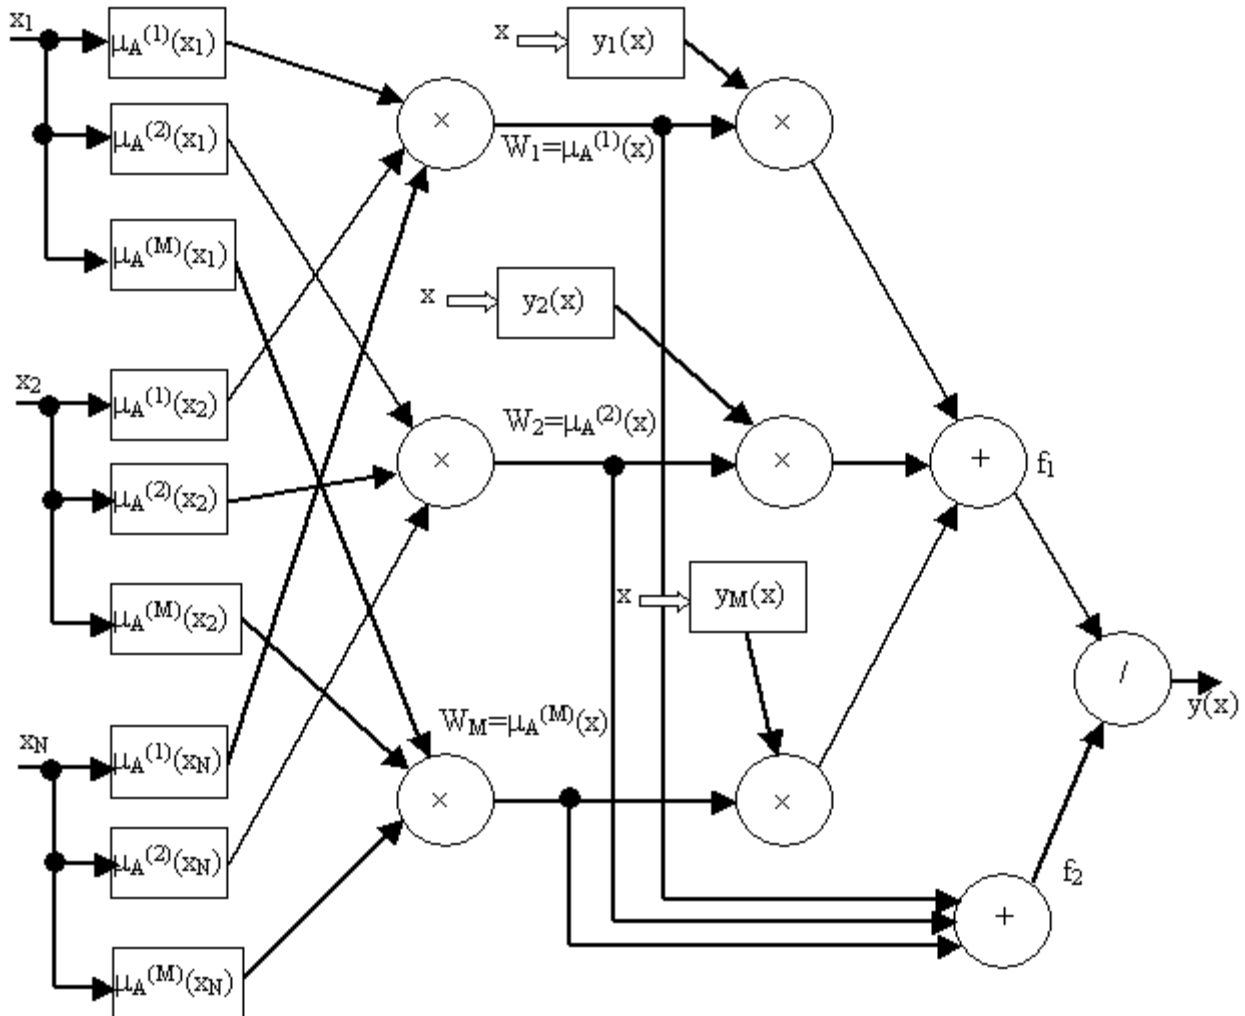 x₁
μA⁽¹⁾(x₁)
μA⁽²⁾(x₁)
μA⁽ᴹ⁾(x₁)
x₂
μA⁽¹⁾(x₂)
μA⁽²⁾(x₂)
μA⁽ᴹ⁾(x₂)
xN
μA⁽¹⁾(xN)
μA⁽²⁾(xN)
μA⁽ᴹ⁾(xN)
×
W₁=μA⁽¹⁾(x)
×
W₂=μA⁽²⁾(x)
×
WM=μA⁽ᴹ⁾(x)
x
y₁(x)
×
x
y₂(x)
×
x
yM(x)
×
+
f₁
+
f₂
/
y(x)